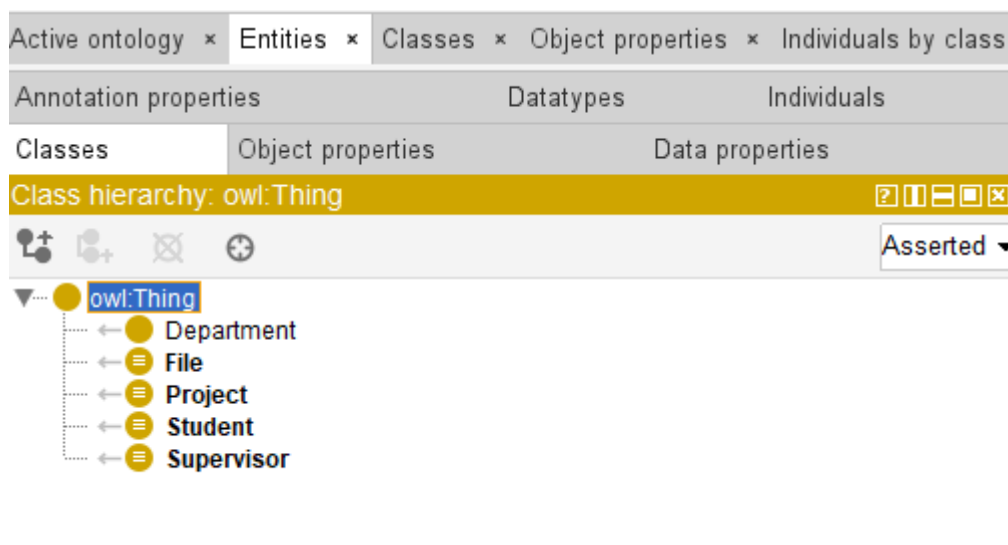 Active ontology × Entities × Classes × Object properties × Individuals by class
Annotation properties Datatypes Individuals
Classes Object properties Data properties
Class hierarchy: owl:Thing
Asserted
owl:Thing
Department
File
Project
Student
Supervisor